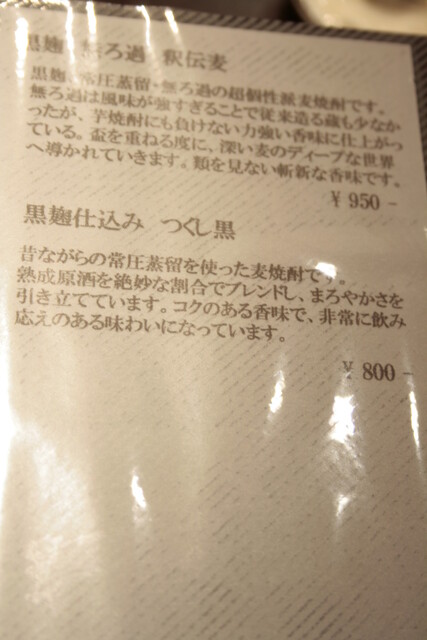 黒麹 無ろ過 釈伝麦
黒麹、常圧蒸留・無ろ過の超個性派麦焼酎です。
無ろ過は風味が強すぎることで従来造る蔵も少なか
ったが、芋焼酎にも負けない力強い香味に仕上がっ
ている。盃を重ねる度に、深い麦のディープな世界
へ導かれていきます。類を見ない斬新な香味です。
¥ 950 -
黒麹仕込み つくし黒
昔ながらの常圧蒸留を使った麦焼酎です。
熟成原酒を絶妙な割合でブレンドし、まろやかさを
引き立てています。コクのある香味で、非常に飲み
応えのある味わいになっています。
¥ 800 -